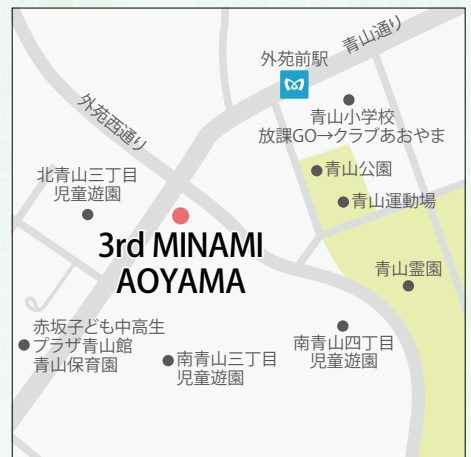 青山通り
外苑前駅
外苑西通り
青山小学校
放課GO→クラブあおやま
青山公園
北青山三丁目
児童遊園
青山運動場
3rd MINAMI
AOYAMA
青山霊園
赤坂子ども中高生
プラザ青山館
青山保育園
南青山三丁目
児童遊園
南青山四丁目
児童遊園